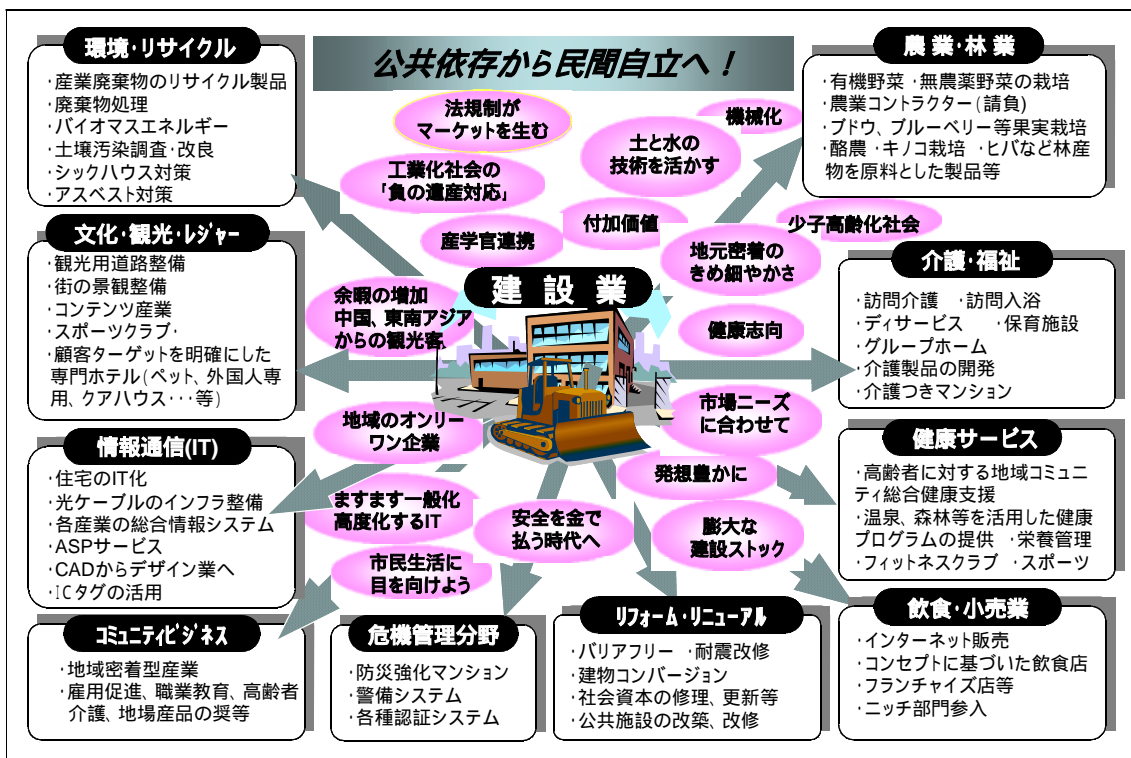 公共依存から民間自立へ！
環境・リサイクル
・産業廃棄物のリサイクル製品
・廃棄物処理
・バイオマスエネルギー
・土壌汚染調査・改良
・シックハウス対策
・アスベスト対策
文化・観光・レジャー
・観光用道路整備
・街の景観整備
・コンテンツ産業
・スポーツクラブ・
・顧客ターゲットを明確にした
専門ホテル(ペット、外国人専
用、クアハウス・・・等)
情報通信(IT)
・住宅のIT化
・光ケーブルのインフラ整備
・各産業の総合情報システム
・ASPサービス
・CADからデザイン業へ
・ICタグの活用
コミュニティビジネス
・地域密着型産業
・雇用促進、職業教育、高齢者
介護、地場産品の奨等
危機管理分野
・防災強化マンション
・警備システム
・各種認証システム
リフォーム・リニューアル
・バリアフリー　・耐震改修
・建物コンバージョン
・社会資本の修理、更新等
・公共施設の改築、改修
飲食・小売業
・インターネット販売
・コンセプトに基づいた飲食店
・フランチャイズ店等
・ニッチ部門参入
健康サービス
・高齢者に対する地域コミュニ
ティ総合健康支援
・温泉、森林等を活用した健康
プログラムの提供　・栄養管理
・フィットネスクラブ　・スポーツ
介護・福祉
・訪問介護　・訪問入浴
・ディサービス　・保育施設
・グループホーム
・介護製品の開発
・介護つきマンション
農業・林業
・有機野菜　・無農薬野菜の栽培
・農業コントラクター(請負)
・ブドウ、ブルーベリー等果実栽培
・酪農　・キノコ栽培　・ヒバなど林産
物を原料とした製品等
法規制が
マーケットを生む
機械化
土と水の
技術を活かす
工業化社会の
「負の遺産対応」
付加価値
少子高齢化社会
産学官連携
地元密着の
きめ細やかさ
建設業
余暇の増加
中国、東南アジア
からの観光客
健康志向
地域のオンリー
ワン企業
市場ニーズ
に合わせて
発想豊かに
ますます一般化
高度化するIT
安全を金で
払う時代へ
膨大な
建設ストック
市民生活に
目を向けよう